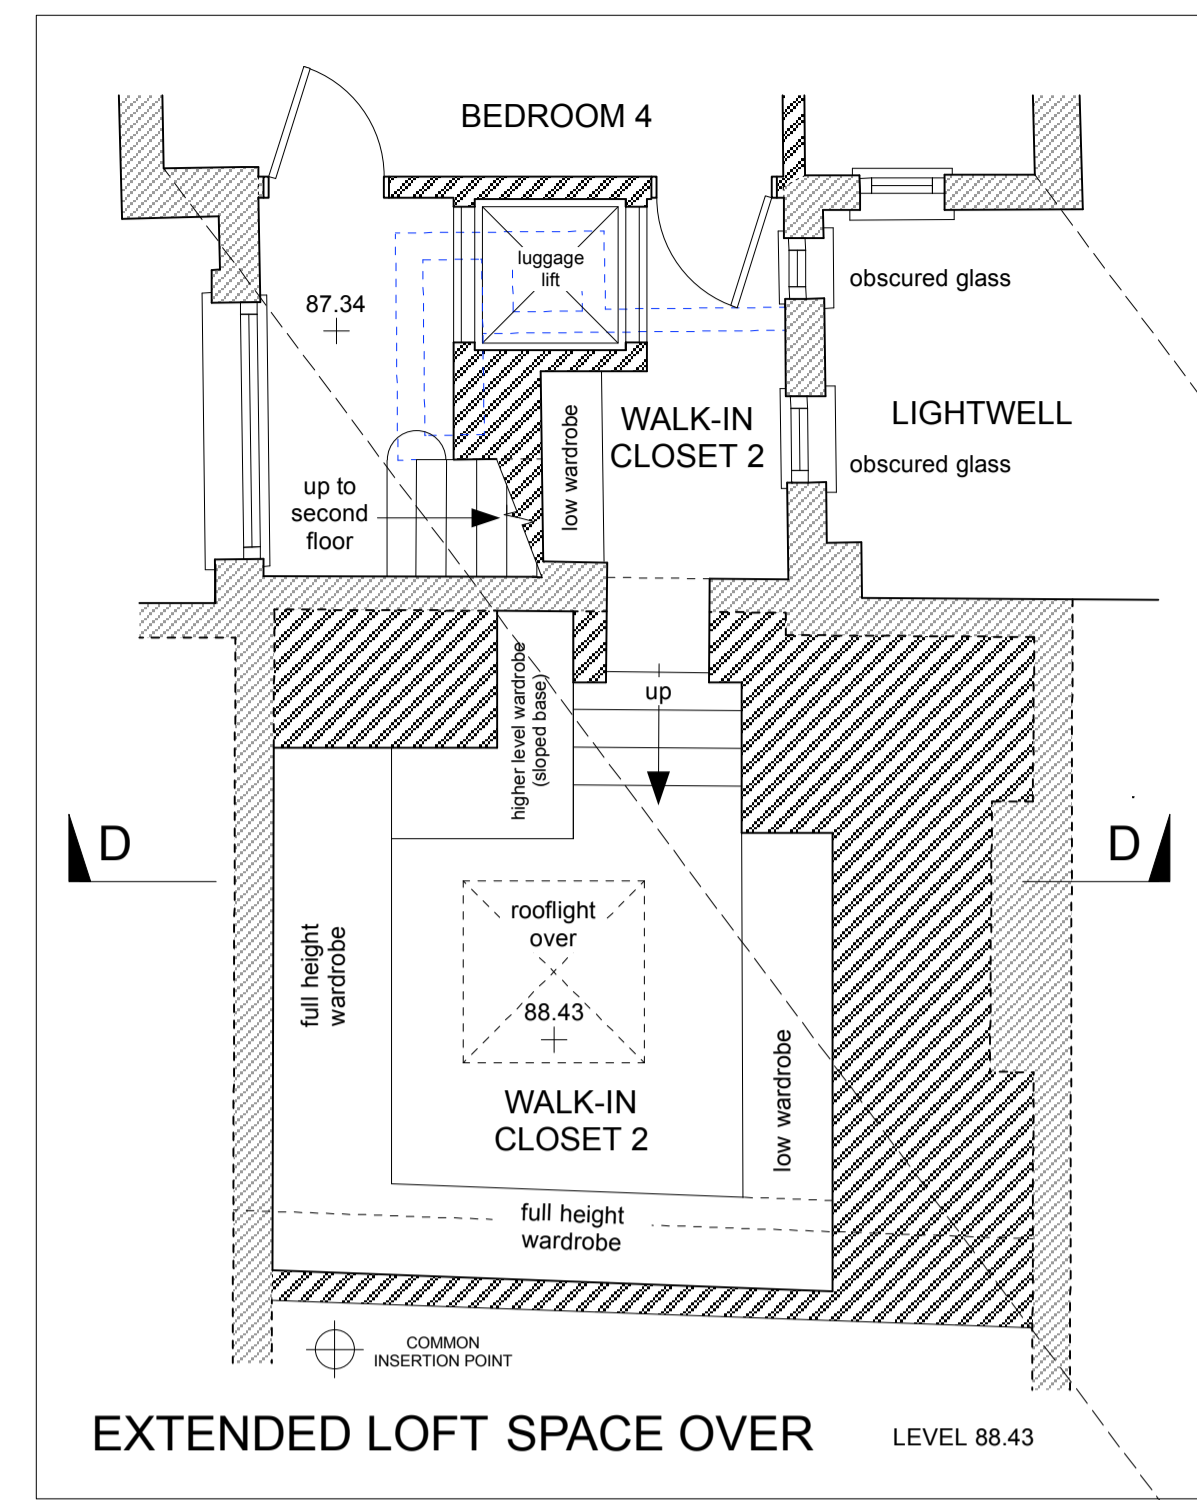 BEDROOM 4
luggage
lift
obscured glass
87.34
WALK-IN
CLOSET 2
LIGHTWELL
low wardrobe
obscured glass
up to
second
floor
higher level wardrobe
(sloped base)
up
D
D
rooflight
over
full height
wardrobe
88.43
low wardrobe
WALK-IN
CLOSET 2
full height
wardrobe
COMMON
INSERTION POINT
EXTENDED LOFT SPACE OVER
LEVEL 88.43